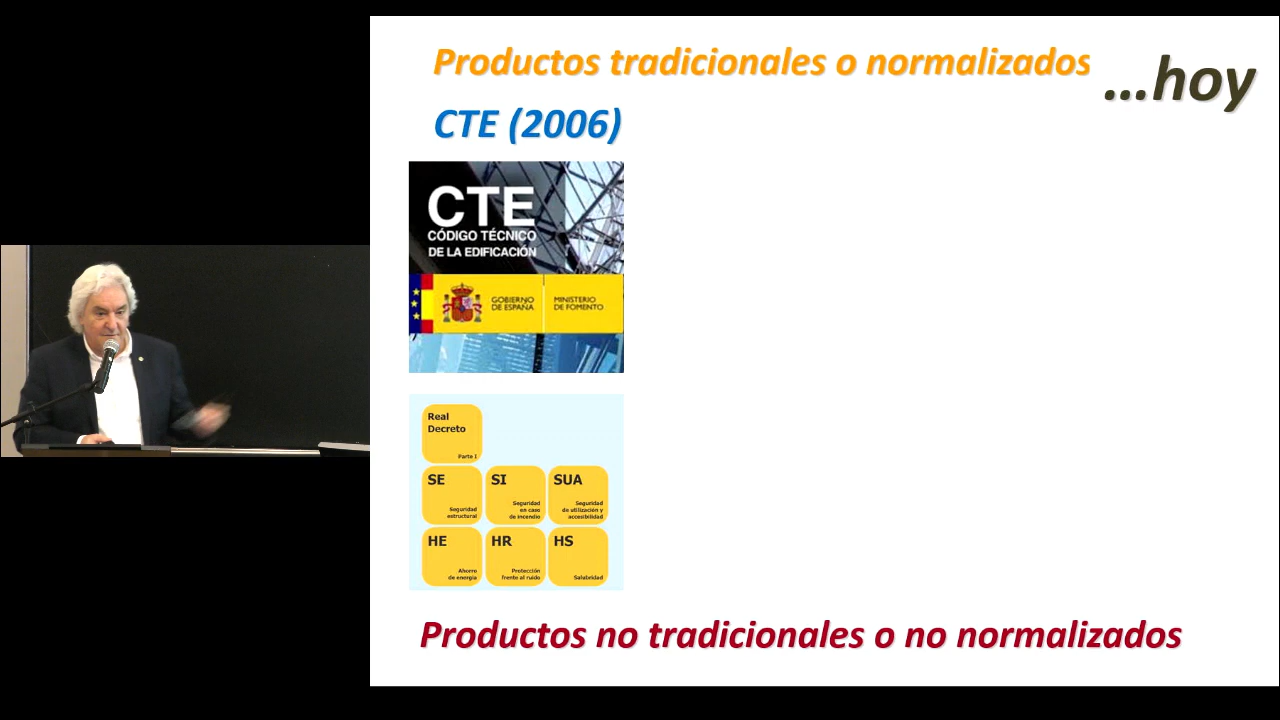 Productos tradicionales o normalizados
...hoy
CTE (2006)
CTE
CÓDIGO TÉCNICO
DE LA EDIFICACIÓN
GOBIERNO
DE ESPAÑA
MINISTERIO
DE FOMENTO
Real
Decreto
Parte I
SE
Seguridad
estructural
SI
Seguridad
en caso
de incendio
SUA
Seguridad
de utilización y
accesibilidad
HE
Ahorro
de energía
HR
Protección
frente al ruido
HS
Salubridad
Productos no tradicionales o no normalizados